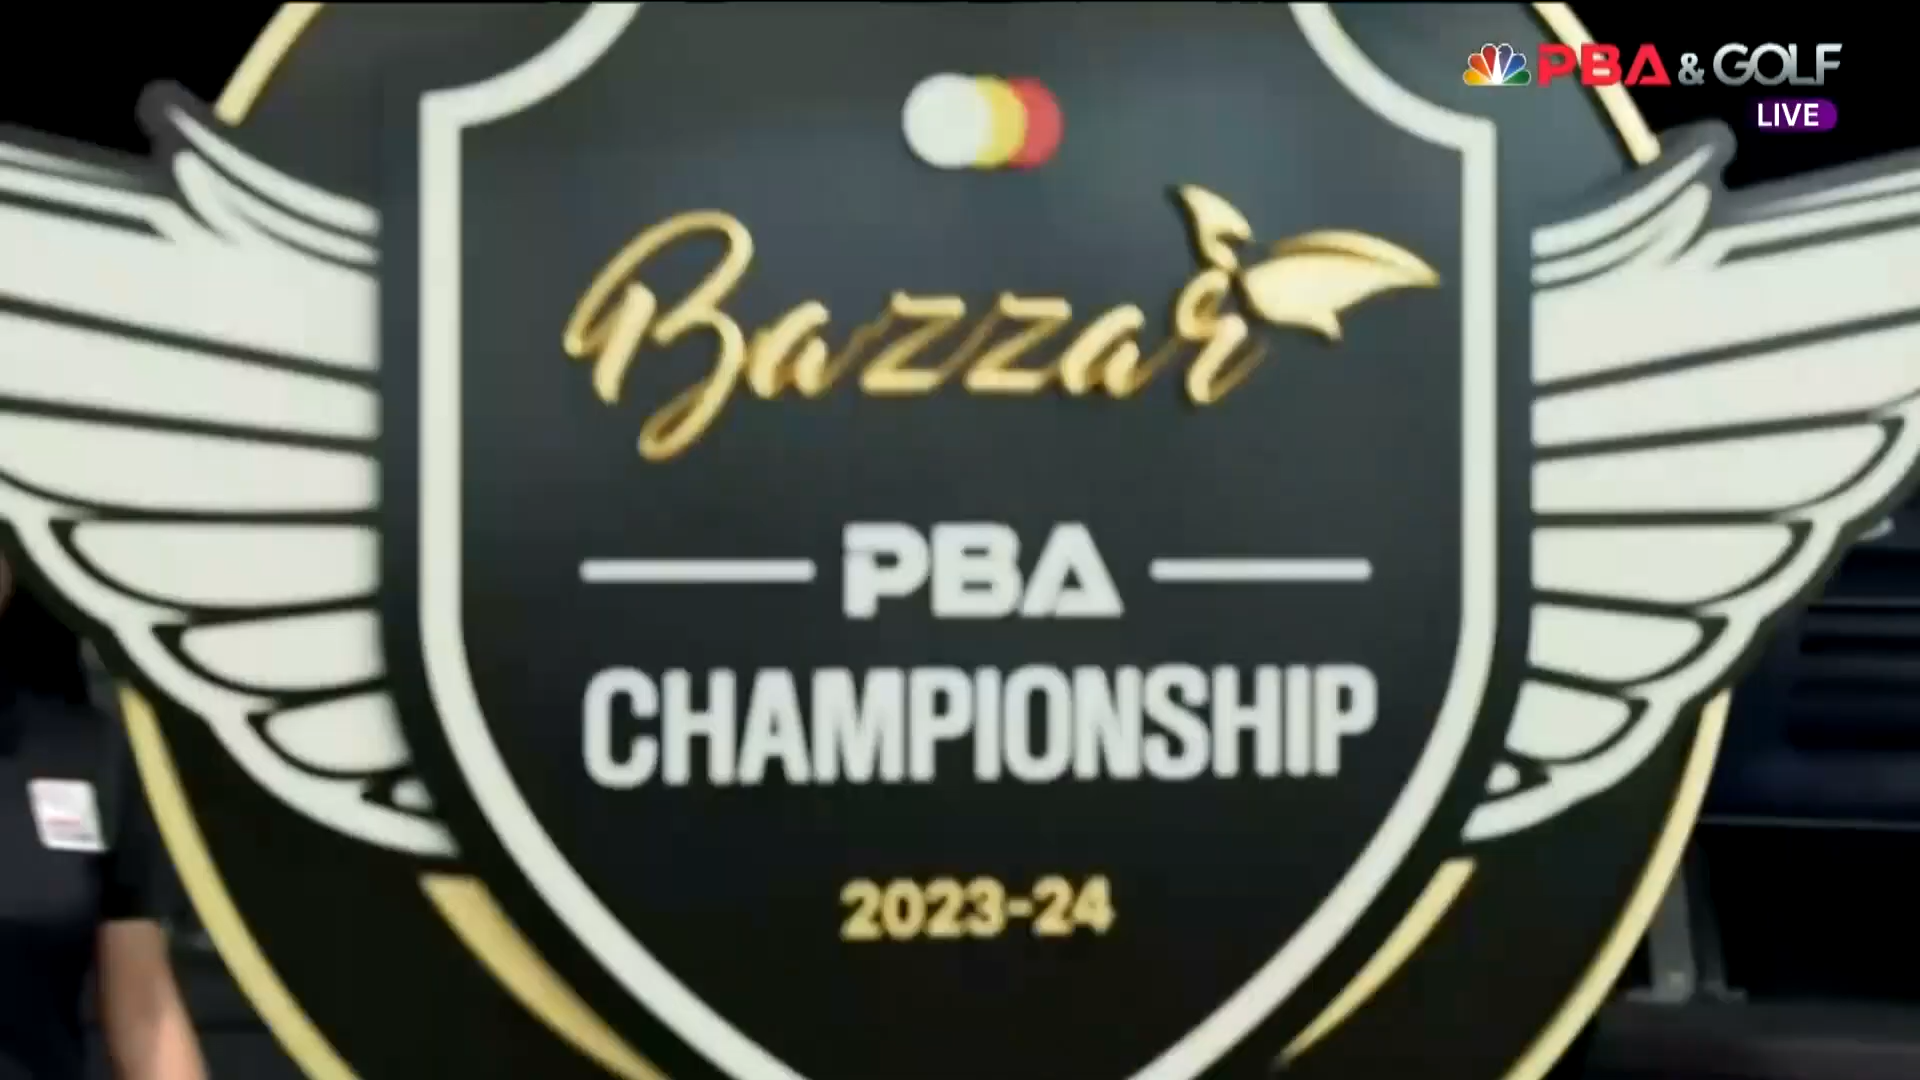 PBA & GOLF
LIVE
Bazzar
PBA
CHAMPIONSHIP
2023-24